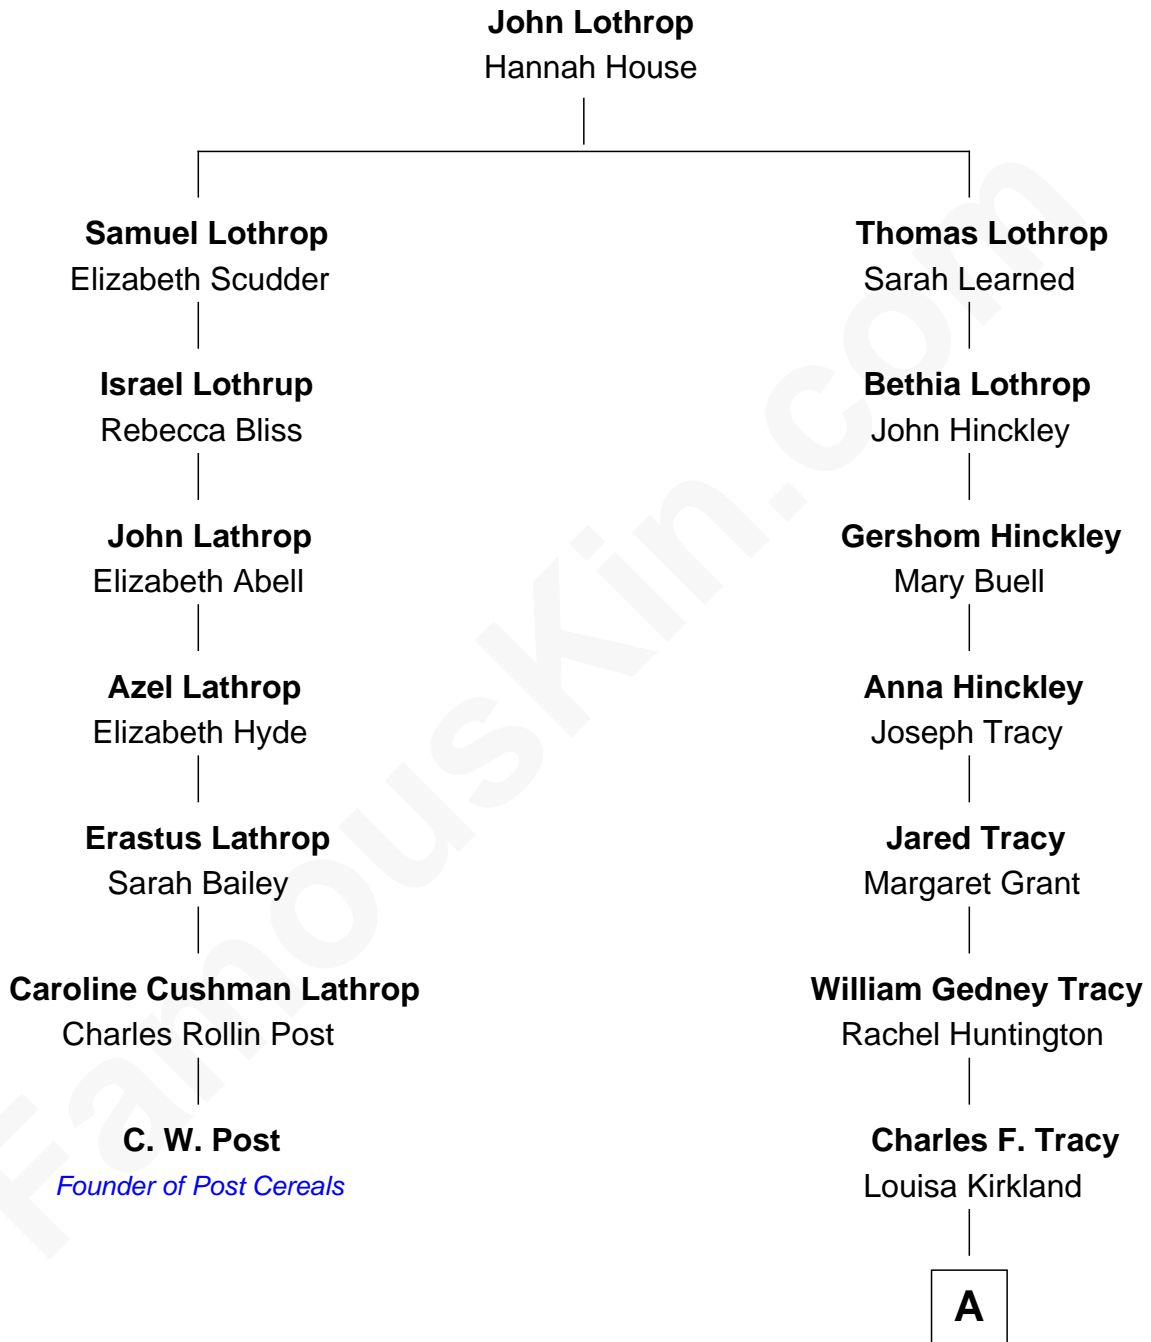 John Lothrop
Hannah House
Samuel Lothrop
Elizabeth Scudder
Israel Lothrup
Rebecca Bliss
John Lathrop
Elizabeth Abell
Azel Lathrop
Elizabeth Hyde
Erastus Lathrop
Sarah Bailey
Caroline Cushman Lathrop
Charles Rollin Post
C. W. Post
Founder of Post Cereals
Thomas Lothrop
Sarah Learned
Bethia Lothrop
John Hinckley
Gershom Hinckley
Mary Buell
Anna Hinckley
Joseph Tracy
Jared Tracy
Margaret Grant
William Gedney Tracy
Rachel Huntington
Charles F. Tracy
Louisa Kirkland
A
FamousKin.com